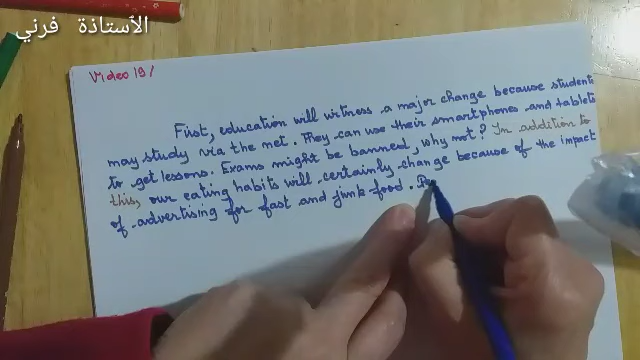 الأستاذة فرني
Video 19/
First, education will witness a major change because students
may study via the net. They can use their smartphones and tablets
to get lessons. Exams might be banned, why not? In addition to
this, our eating habits will certainly change because of the impact
of advertising for fast and junk food.